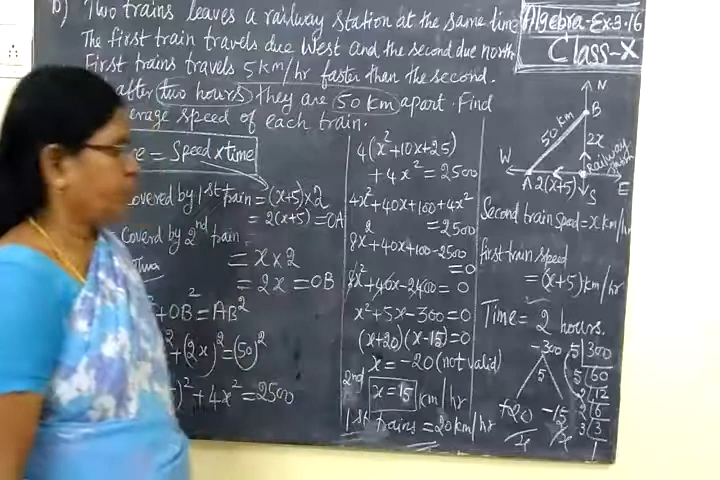 b) Two trains leaves a railway station at the same time
The first train travels due West and the second due north
First trains travels 5km/hr faster than the second.
after two hours they are 50 km apart. Find
erage speed of each train.
Algebra-Ex-3.16
Class-X
= Speed x time
overed by 1st train = (x+5)x2
= 2(x+5) = OA
Coverd by 2nd train
= x x 2
= 2x = OB
+OB² = AB²
² + (2x)² = (50)²
)² + 4x² = 2500
4(x²+10x+25)
+4x² = 2500
4x²+40x+100+4x²
= 2500
8x²+40x+100-2500
= 0
8x²+40x-2400 = 0
x²+5x-300 = 0
(x+20)(x-15) = 0
x = -20 (not valid)
2nd x = 15 km/hr
1st trains = 20km/hr
N
B
50 km
2x
W
A 2(x+5)
S
E
Railway
Second train speed = x km/hr
first train speed
= (x+5) km/hr
Time = 2 hours.
-300
5
+20 -15
x x
5 300
5 60
2 12
2 6
3 3
1